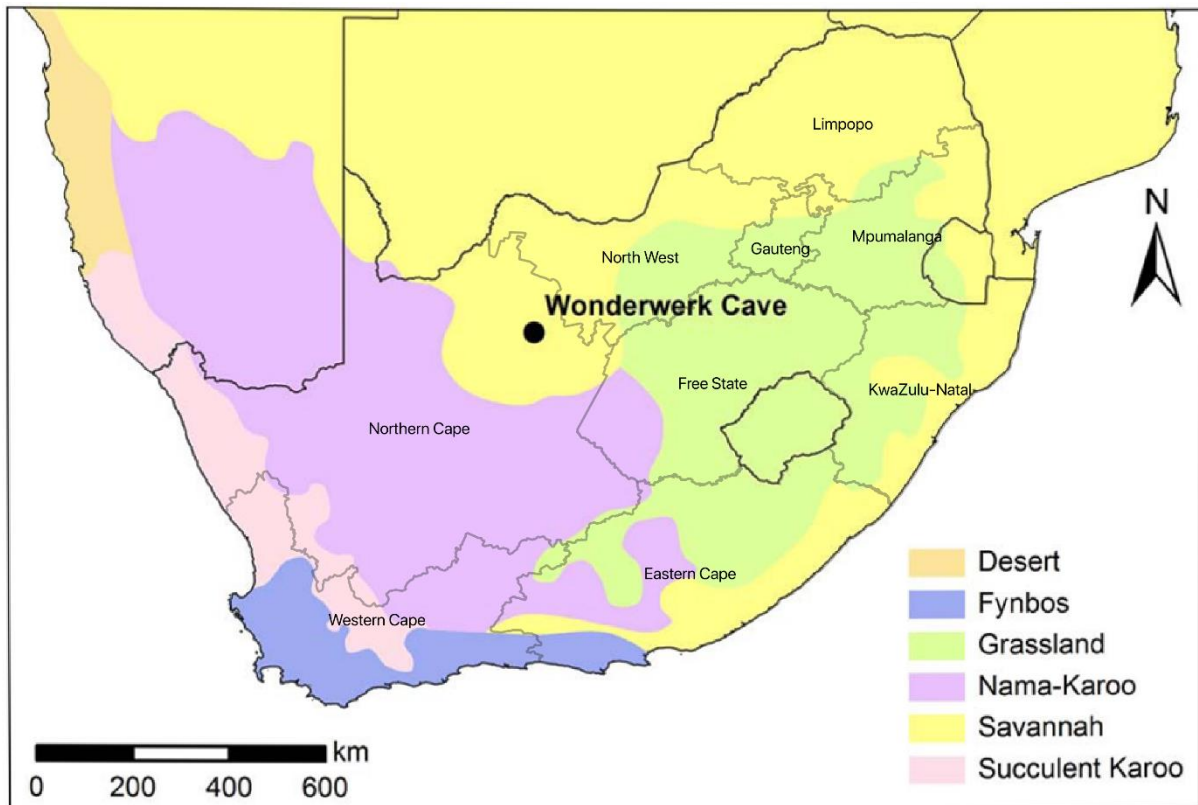 Limpopo
N
Mpumalanga
Gauteng
North West
Wonderwerk Cave
Free State
KwaZulu-Natal
Northern Cape
Eastern Cape
Western Cape
Desert
Fynbos
Grassland
Nama-Karoo
Savannah
Succulent Karoo
km
0 200 400 600